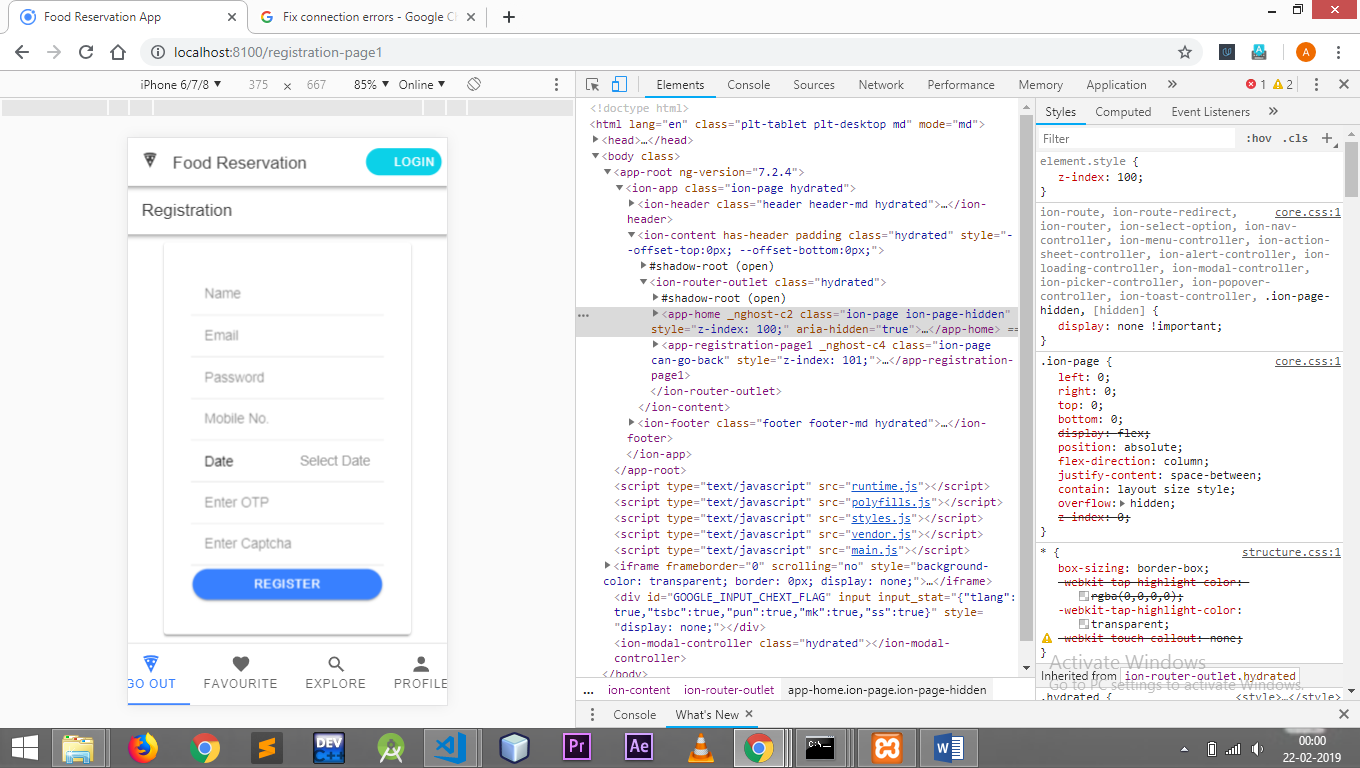 Food Reservation App
Fix connection errors - Google Cl
localhost:8100/registration-page1
A
iPhone 6/7/8 ▼ 375 x 667 85% ▼ Online ▼
Food Reservation
LOGIN
Registration
Name
Email
Password
Mobile No.
Date Select Date
Enter OTP
Enter Captcha
REGISTER
GO OUT FAVOURITE EXPLORE PROFILE
Elements Console Sources Network Performance Memory Application » 1 2
<!doctype html>
<html lang="en" class="plt-tablet plt-desktop md" mode="md">
▶<head>…</head>
▼<body class>
▼<app-root ng-version="7.2.4">
▼<ion-app class="ion-page hydrated">
▶<ion-header class="header header-md hydrated">…</ion-
header>
▼<ion-content has-header padding class="hydrated" style="-
-offset-top:0px; --offset-bottom:0px;">
▶#shadow-root (open)
▼<ion-router-outlet class="hydrated">
▶#shadow-root (open)
… ▶<app-home _nghost-c2 class="ion-page ion-page-hidden"
style="z-index: 100;" aria-hidden="true">…</app-home> ==
▶<app-registration-page1 _nghost-c4 class="ion-page
can-go-back" style="z-index: 101;">…</app-registration-
page1>
</ion-router-outlet>
</ion-content>
▶<ion-footer class="footer footer-md hydrated">…</ion-
footer>
</ion-app>
</app-root>
<script type="text/javascript" src="runtime.js"></script>
<script type="text/javascript" src="polyfills.js"></script>
<script type="text/javascript" src="styles.js"></script>
<script type="text/javascript" src="vendor.js"></script>
<script type="text/javascript" src="main.js"></script>
▶<iframe frameborder="0" scrolling="no" style="background-
color: transparent; border: 0px; display: none;">…</iframe>
<div id="GOOGLE_INPUT_CHEXT_FLAG" input input_stat="{"tlang":
true,"tsbc":true,"pun":true,"mk":true,"ss":true}" style=
"display: none;"></div>
<ion-modal-controller class="hydrated"></ion-modal-
controller>
</body>
... ion-content ion-router-outlet app-home.ion-page.ion-page-hidden
Console What's New ×
Styles Computed Event Listeners »
Filter :hov .cls +
element.style {
z-index: 100;
}
ion-route, ion-route-redirect, core.css:1
ion-router, ion-select-option, ion-nav-
controller, ion-menu-controller, ion-action-
sheet-controller, ion-alert-controller, ion-
loading-controller, ion-modal-controller,
ion-picker-controller, ion-popover-
controller, ion-toast-controller, .ion-page-
hidden, [hidden] {
display: none !important;
}
.ion-page { core.css:1
left: 0;
right: 0;
top: 0;
bottom: 0;
display: flex;
position: absolute;
flex-direction: column;
justify-content: space-between;
contain: layout size style;
overflow:▶ hidden;
z-index: 0;
}
* { structure.css:1
box-sizing: border-box;
-webkit-tap-highlight-color:
rgba(0,0,0,0);
-webkit-tap-highlight-color:
transparent;
-webkit-touch-callout: none;
}
Activate Windows
Go to PC settings to activate Windows.
Inherited from ion-router-outlet.hydrated
.hydrated { <style>…</style>
DEV
C++
Pr
Ae
C:\_
W
00:00
22-02-2019